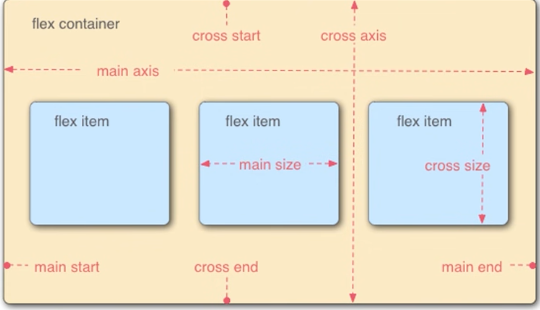 flex container
cross start
cross axis
main axis
flex item
flex item
flex item
main size
cross size
main start
cross end
main end